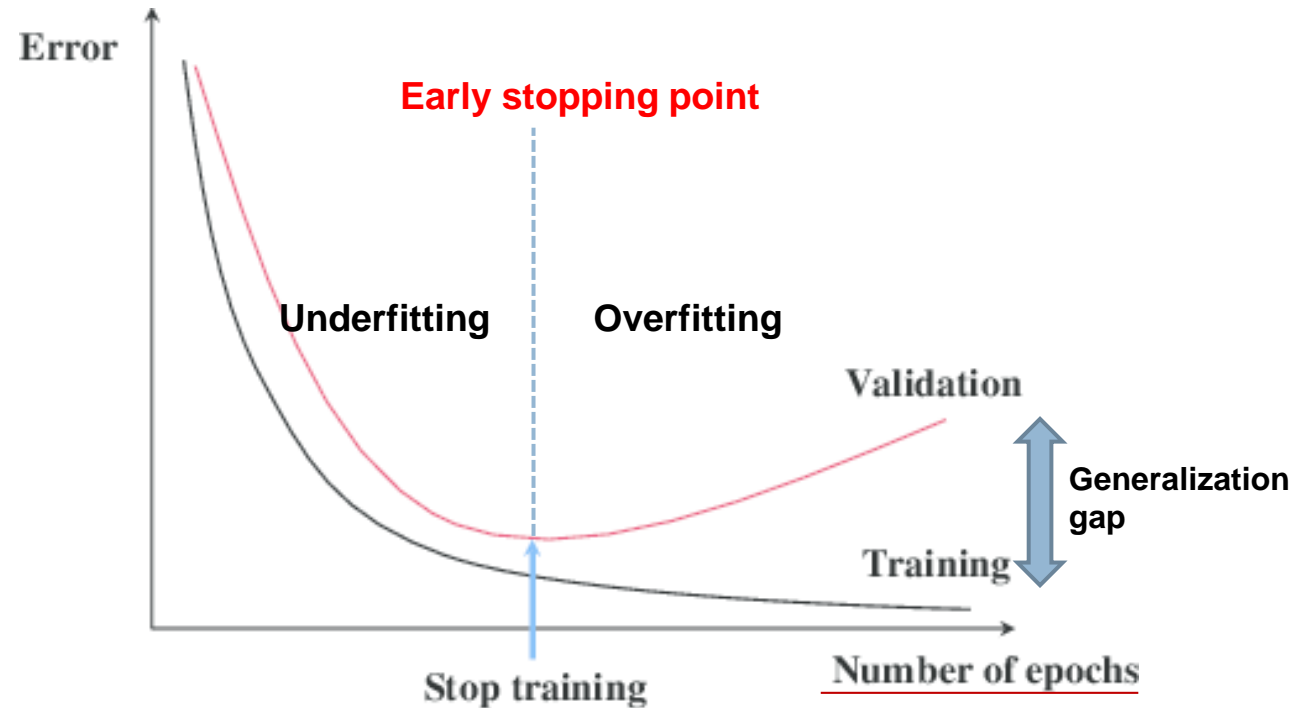 Error
Early stopping point
Underfitting
Overfitting
Validation
Generalization
gap
Training
Number of epochs
Stop training